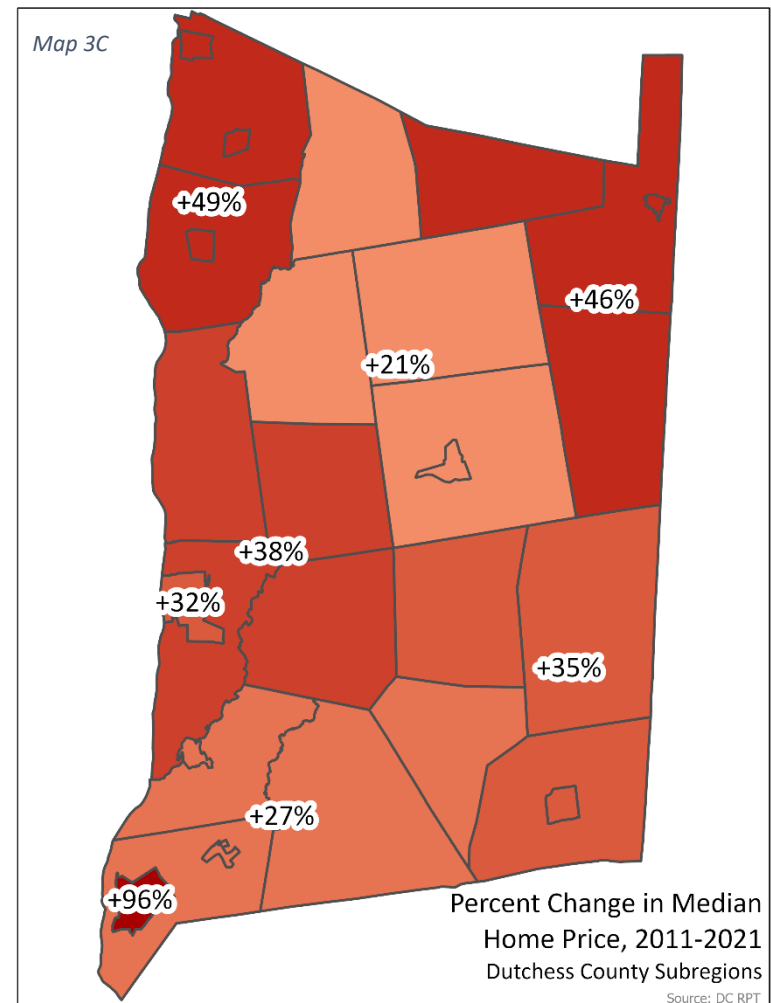 Map 3C
+49%
+46%
+21%
+38%
+32%
+35%
+27%
+96%
Percent Change in Median
Home Price, 2011-2021
Dutchess County Subregions
Source: DC RPT